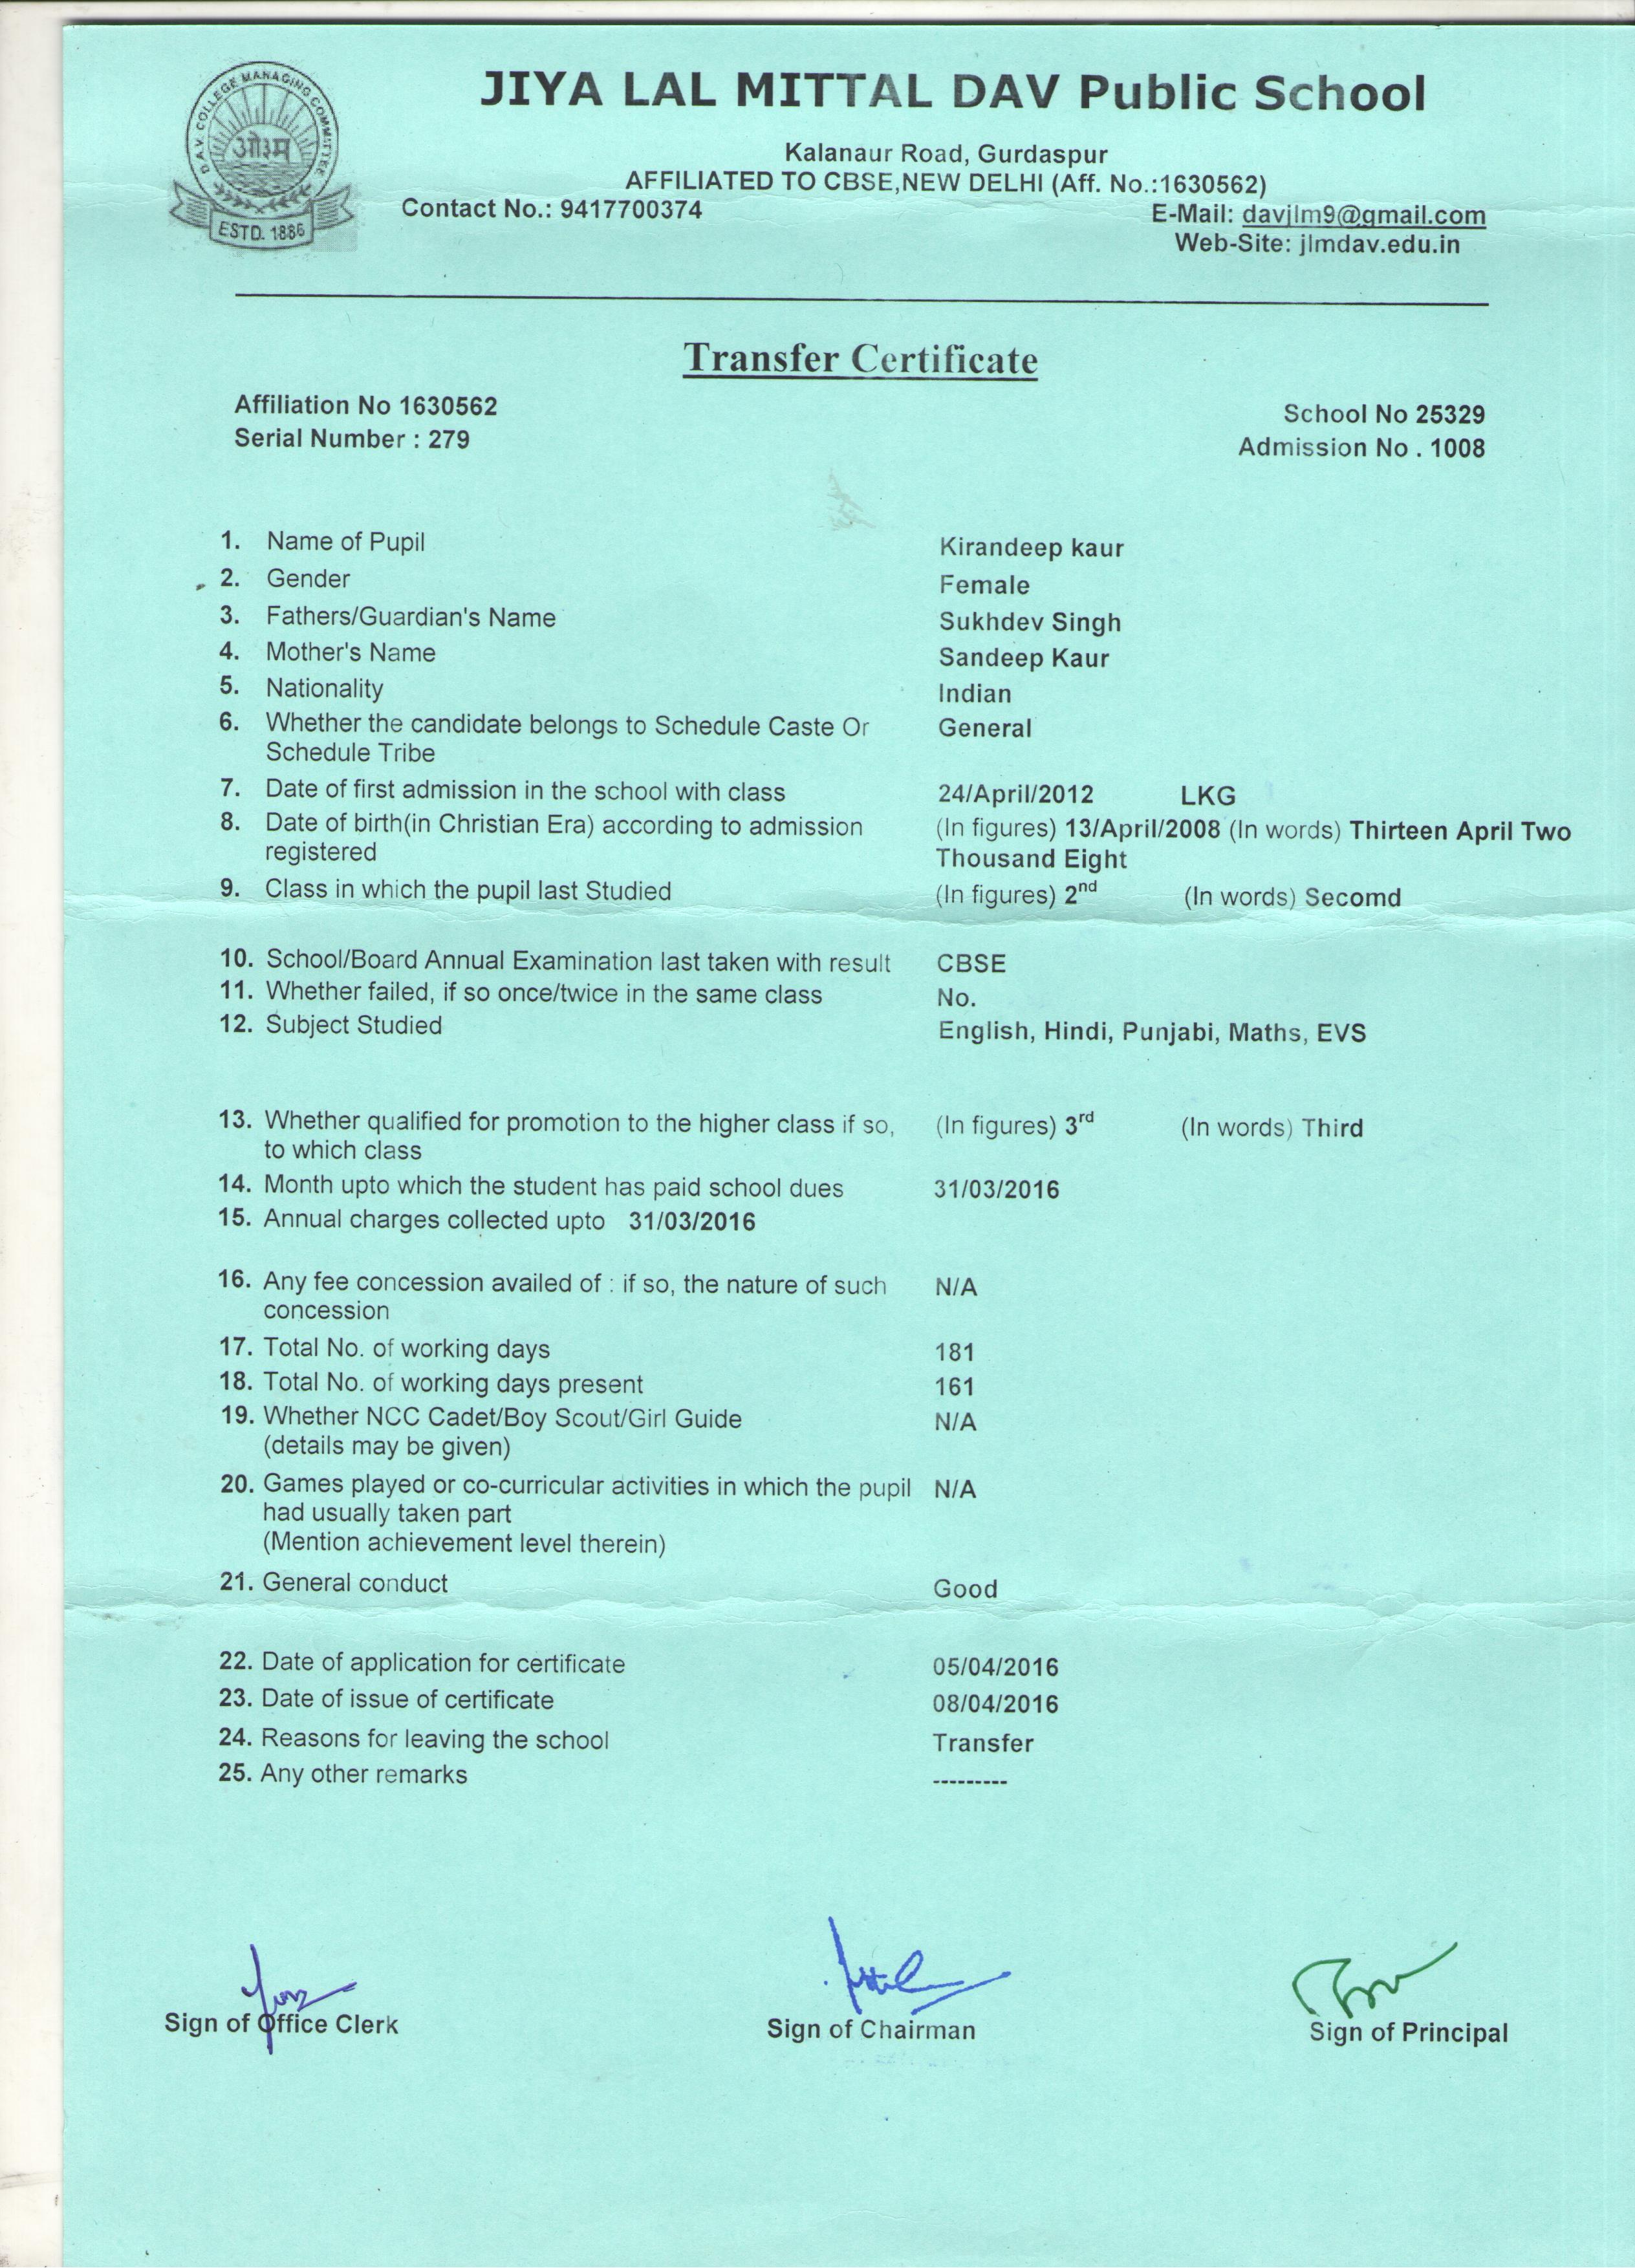 D.A.V. COLLEGE MANAGING COMMITTEE
ओ३म
ESTD. 1886
JIYA LAL MITTAL DAV Public School
Kalanaur Road, Gurdaspur
AFFILIATED TO CBSE,NEW DELHI (Aff. No.:1630562)
Contact No.: 9417700374
E-Mail: davjlm9@gmail.com
Web-Site: jlmdav.edu.in
Transfer Certificate
Affiliation No 1630562
School No 25329
Serial Number : 279
Admission No . 1008
1. Name of Pupil Kirandeep kaur
2. Gender Female
3. Fathers/Guardian's Name Sukhdev Singh
4. Mother's Name Sandeep Kaur
5. Nationality Indian
6. Whether the candidate belongs to Schedule Caste Or General
Schedule Tribe
7. Date of first admission in the school with class 24/April/2012 LKG
8. Date of birth(in Christian Era) according to admission (In figures) 13/April/2008 (In words) Thirteen April Two
registered Thousand Eight
9. Class in which the pupil last Studied (In figures) 2nd (In words) Secomd
10. School/Board Annual Examination last taken with result CBSE
11. Whether failed, if so once/twice in the same class No.
12. Subject Studied English, Hindi, Punjabi, Maths, EVS
13. Whether qualified for promotion to the higher class if so, (In figures) 3rd (In words) Third
to which class
14. Month upto which the student has paid school dues 31/03/2016
15. Annual charges collected upto 31/03/2016
16. Any fee concession availed of : if so, the nature of such N/A
concession
17. Total No. of working days 181
18. Total No. of working days present 161
19. Whether NCC Cadet/Boy Scout/Girl Guide N/A
(details may be given)
20. Games played or co-curricular activities in which the pupil N/A
had usually taken part
(Mention achievement level therein)
21. General conduct Good
22. Date of application for certificate 05/04/2016
23. Date of issue of certificate 08/04/2016
24. Reasons for leaving the school Transfer
25. Any other remarks ---------
Sign of Office Clerk Sign of Chairman Sign of Principal